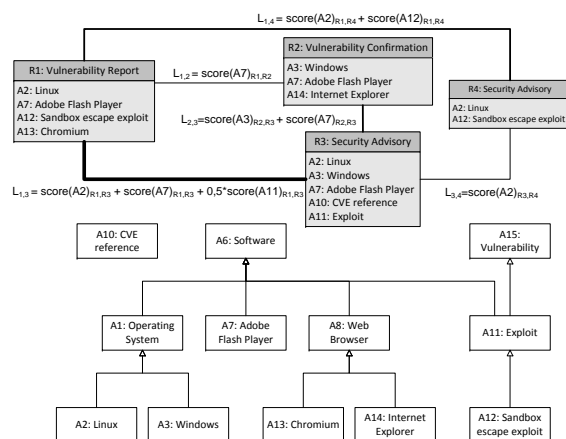 L1,4 = score(A2)R1,R4 + score(A12)R1,R4
R2: Vulnerability Confirmation
A3: Windows
A7: Adobe Flash Player
A14: Internet Explorer
R1: Vulnerability Report
A2: Linux
A7: Adobe Flash Player
A12: Sandbox escape exploit
A13: Chromium
L1,2 = score(A7)R1,R2
R4: Security Advisory
A2: Linux
A12: Sandbox escape exploit
L2,3=score(A3)R2,R3 + score(A7)R2,R3
R3: Security Advisory
A2: Linux
A3: Windows
A7: Adobe Flash Player
A10: CVE reference
A11: Exploit
L1,3 = score(A2)R1,R3 + score(A7)R1,R3 + 0,5*score(A11)R1,R3
L3,4=score(A2)R3,R4
A10: CVE
reference
A6: Software
A15:
Vulnerability
A1: Operating
System
A7: Adobe
Flash Player
A8: Web
Browser
A11: Exploit
A2: Linux
A3: Windows
A13: Chromium
A14: Internet
Explorer
A12: Sandbox
escape exploit